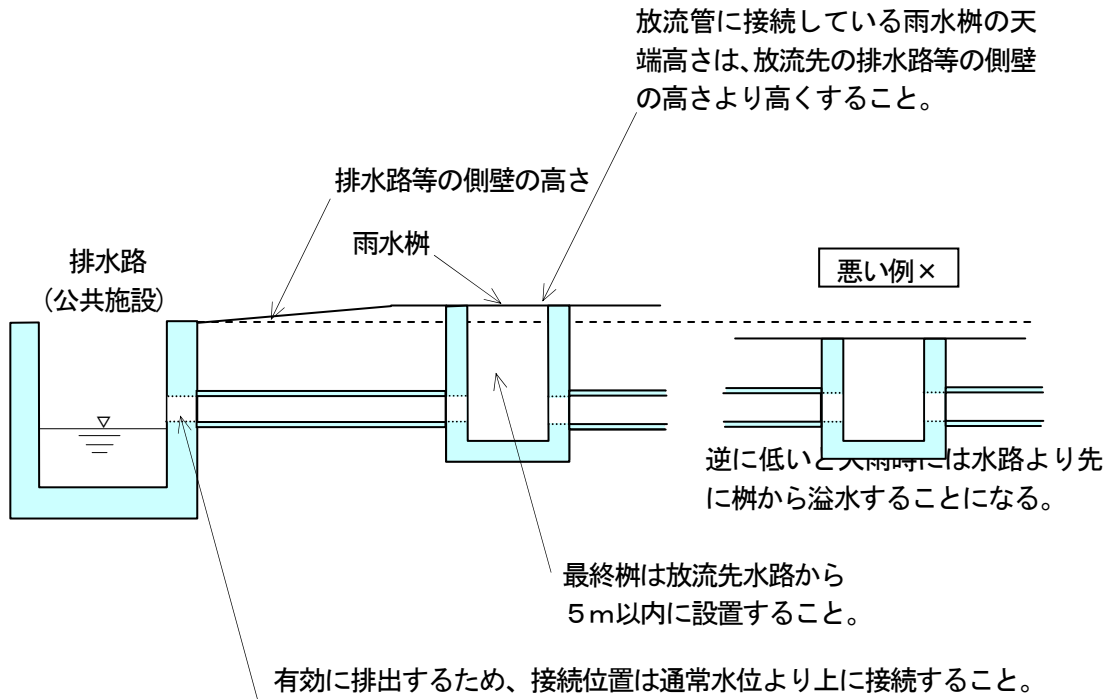 放流管に接続している雨水桝の天
端高さは、放流先の排水路等の側壁
の高さより高くすること。
排水路等の側壁の高さ
雨水桝
排水路
(公共施設)
悪い例×
逆に低いと大雨時には水路より先
に桝から溢水することになる。
最終桝は放流先水路から
５ｍ以内に設置すること。
有効に排出するため、接続位置は通常水位より上に接続すること。